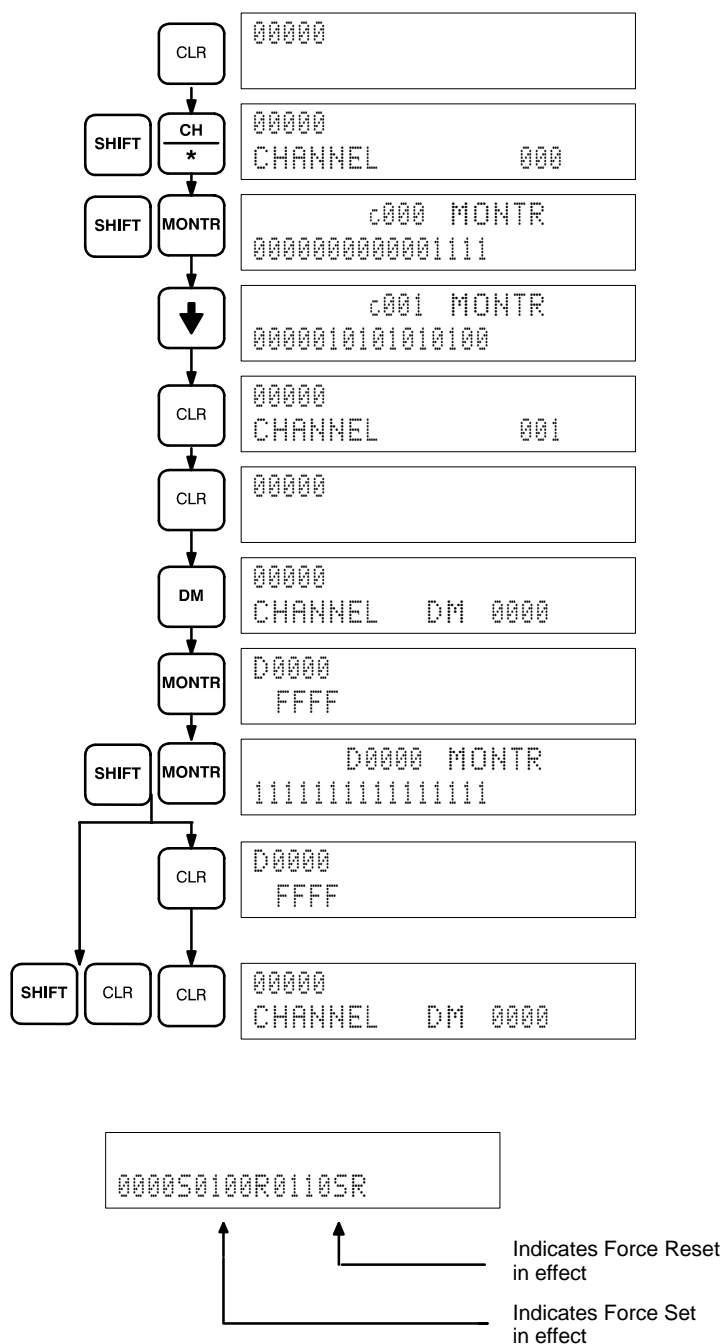 CLR
00000
SHIFT
CH
*
00000
CHANNEL 000
SHIFT
MONTR
c000 MONTR
0000000000001111
c001 MONTR
0000010101010100
CLR
00000
CHANNEL 001
CLR
00000
DM
00000
CHANNEL DM 0000
MONTR
D0000
FFFF
SHIFT
MONTR
D0000 MONTR
1111111111111111
CLR
D0000
FFFF
SHIFT
CLR
CLR
00000
CHANNEL DM 0000
0000S0100R0110SR
Indicates Force Reset
in effect
Indicates Force Set
in effect